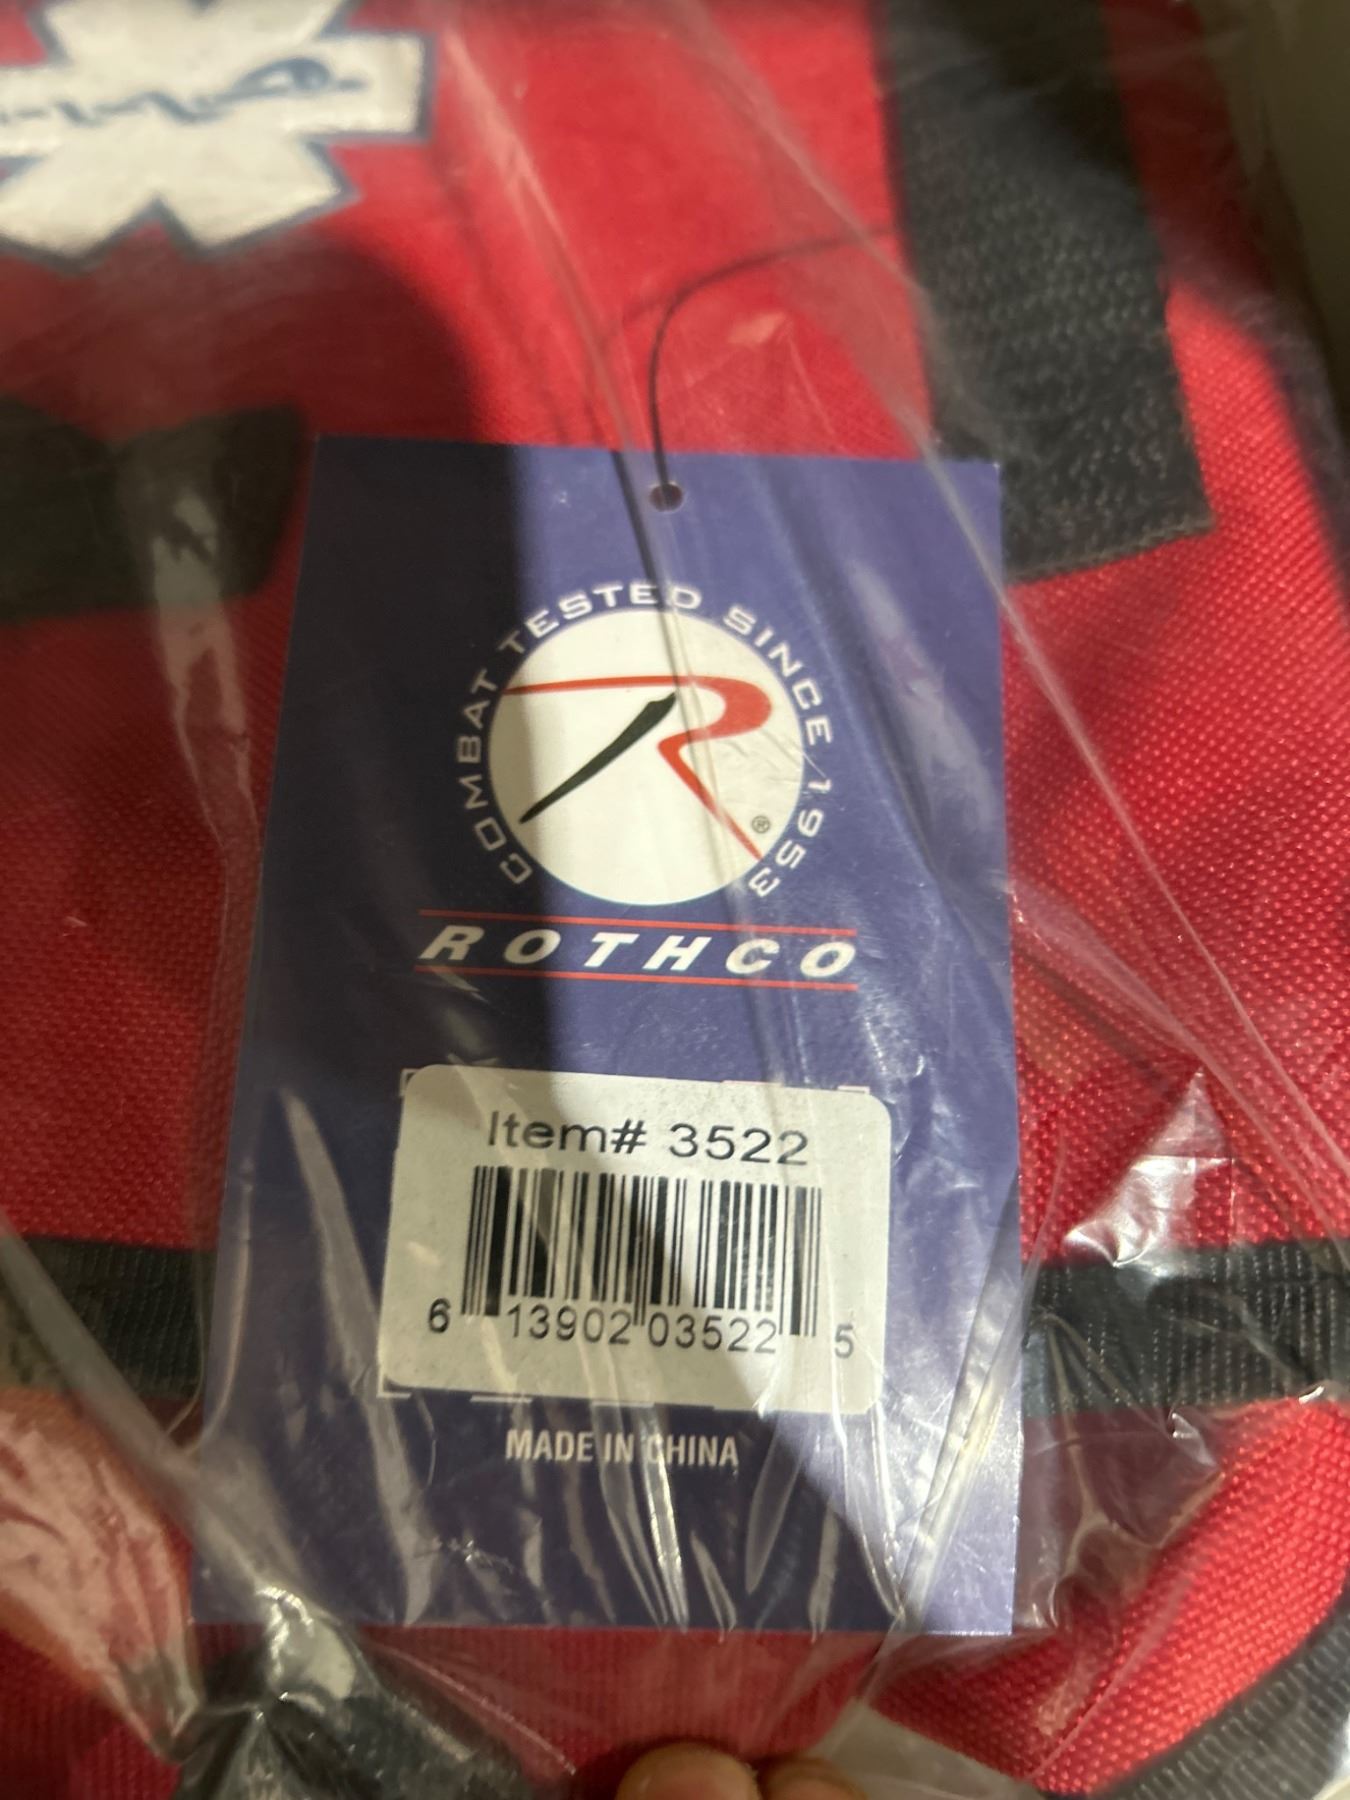 COMBAT TESTED SINCE 1953
R®
ROTHCO
Item# 3522
6 13902 03522 5
MADE IN CHINA